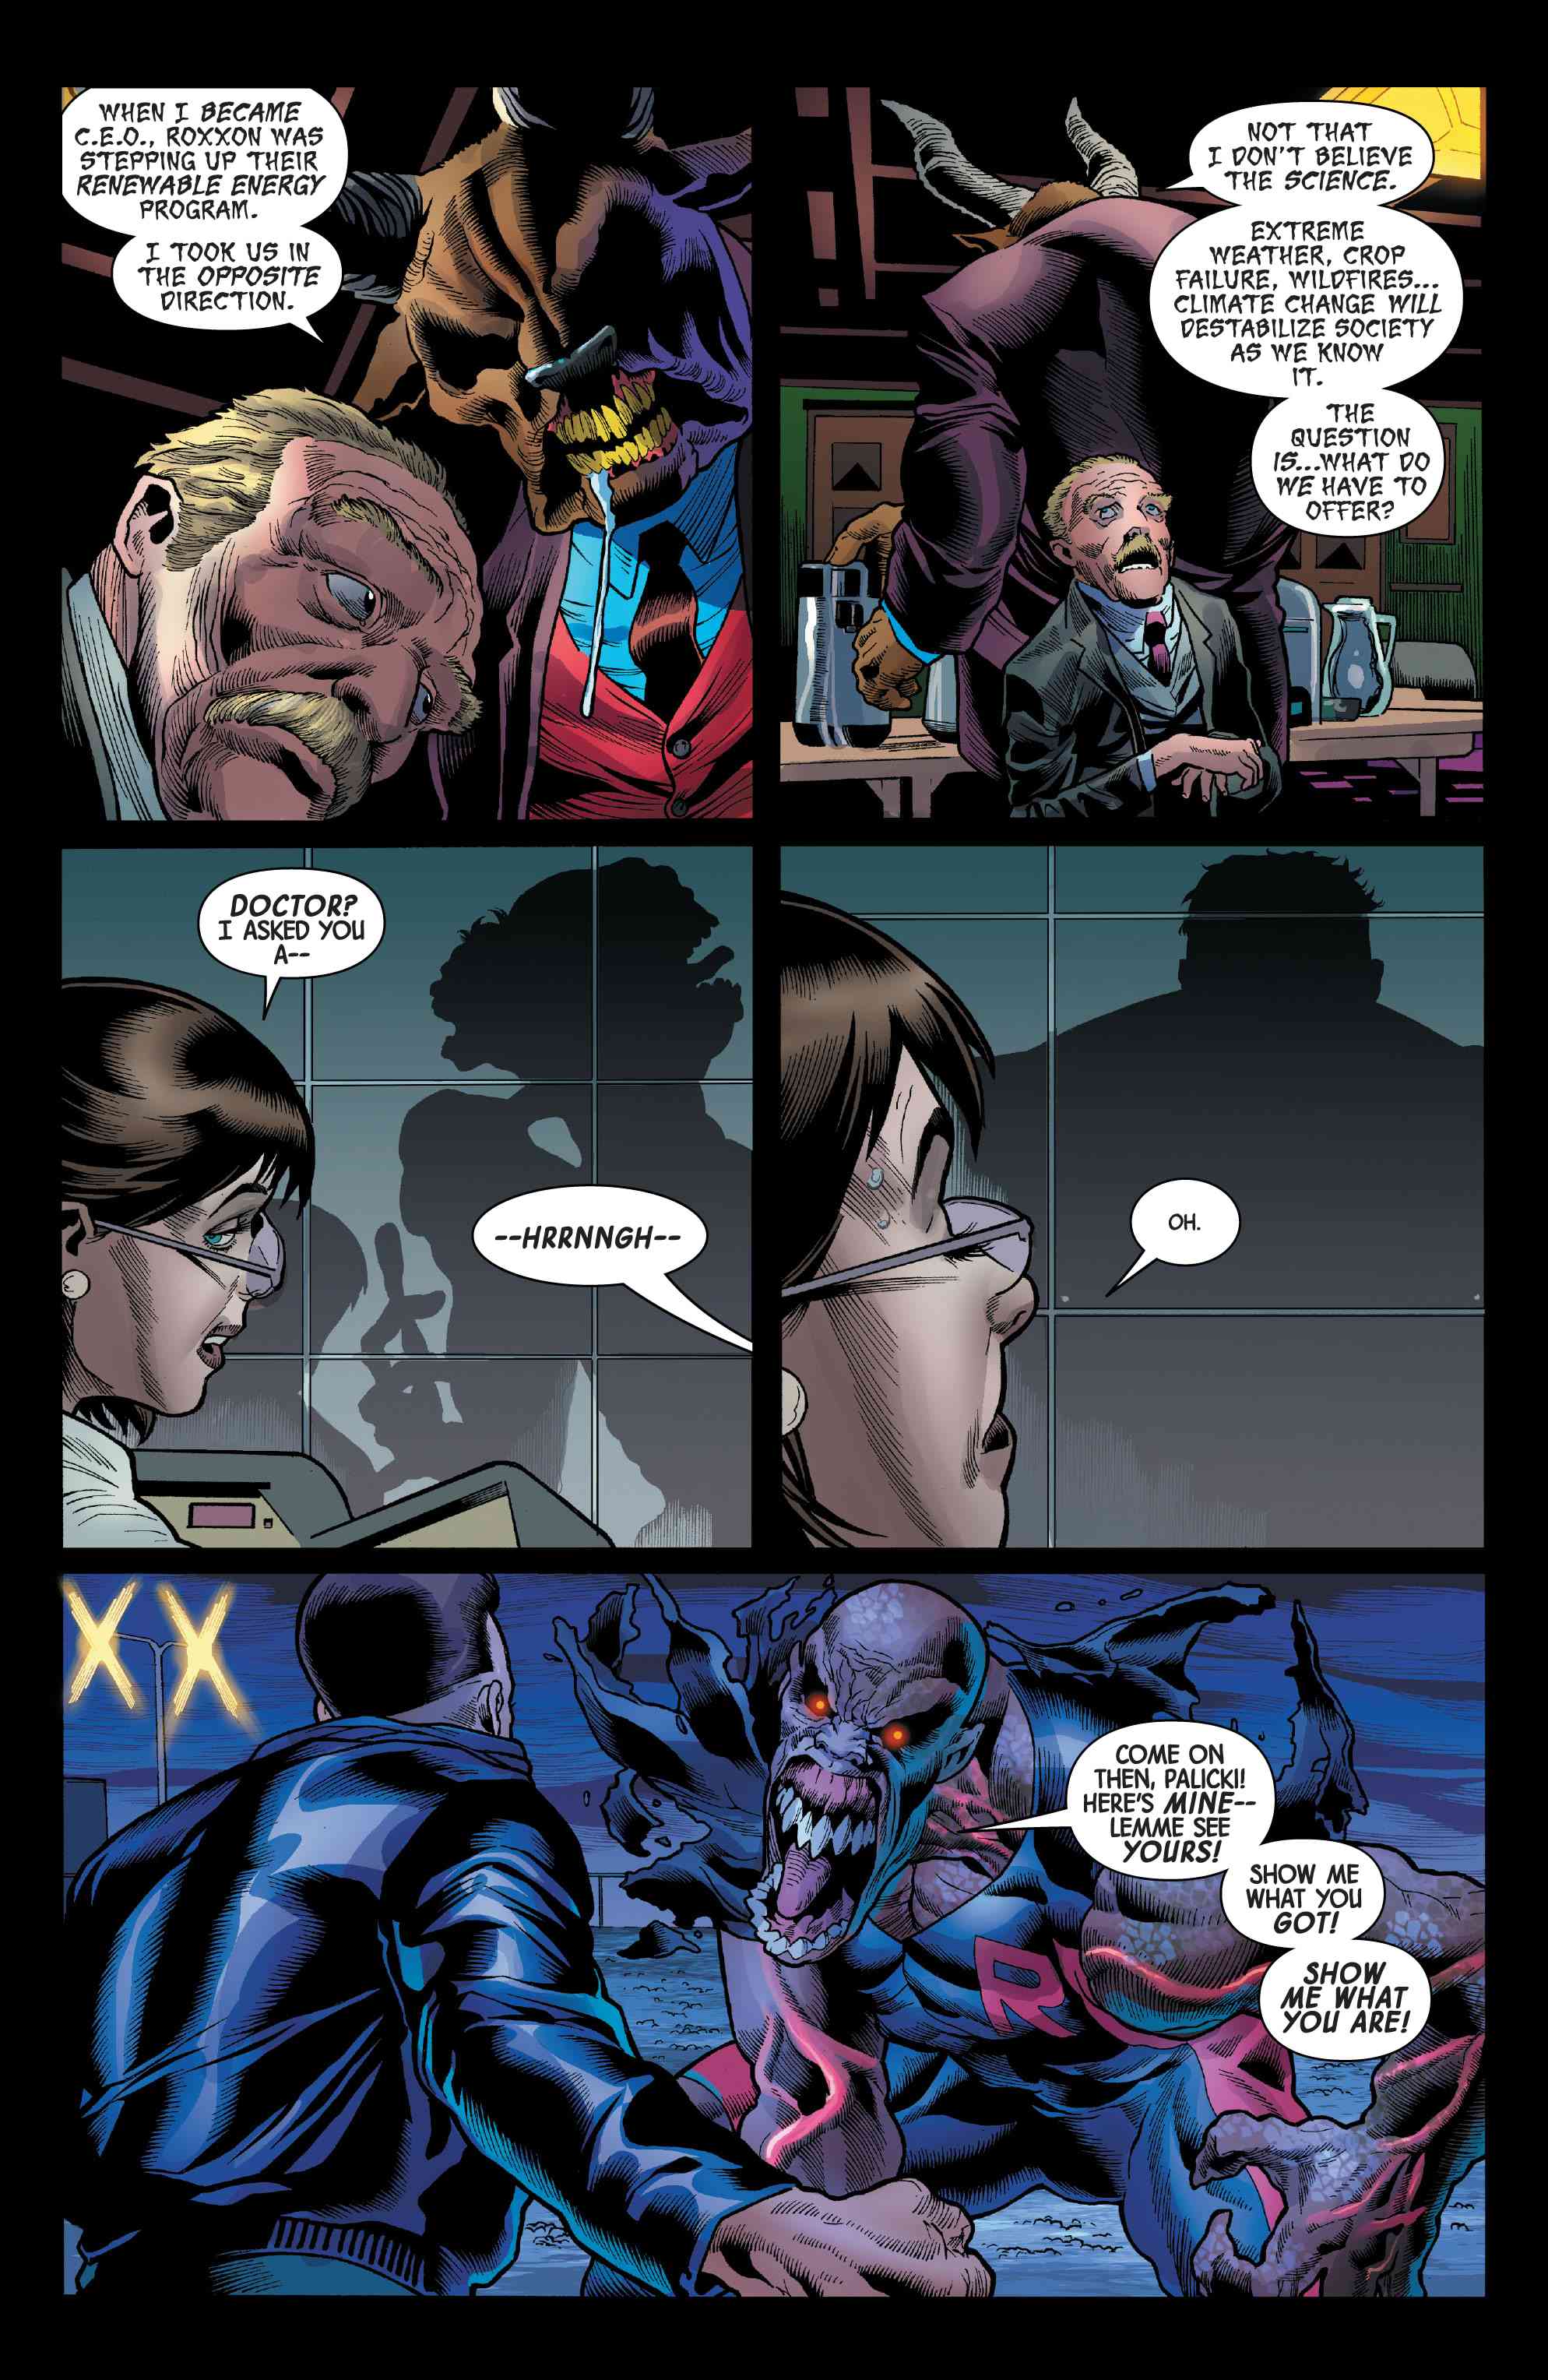 WHEN I BECAME
C.E.O., ROXXON WAS
STEPPING UP THEIR
RENEWABLE ENERGY
PROGRAM.
I TOOK US IN
THE OPPOSITE
DIRECTION.
NOT THAT
I DON'T BELIEVE
THE SCIENCE.
EXTREME
WEATHER, CROP
FAILURE, WILDFIRES...
CLIMATE CHANGE WILL
DESTABILIZE SOCIETY
AS WE KNOW
IT.
THE
QUESTION
IS...WHAT DO
WE HAVE TO
OFFER?
DOCTOR?
I ASKED YOU
A--
--HRRNNGH--
OH.
XX
COME ON
THEN, PALICKI!
HERE'S MINE--
LEMME SEE
YOURS!
SHOW ME
WHAT YOU
GOT!
SHOW
ME WHAT
YOU ARE!
R